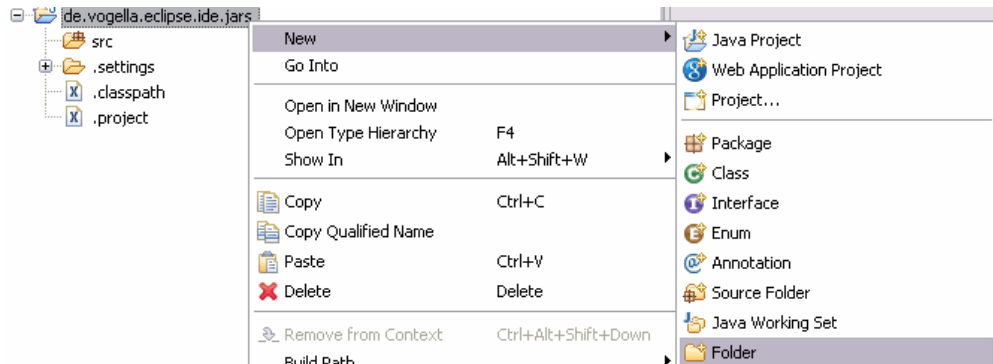 de.vogella.eclipse.ide.jars
src
.settings
.classpath
.project
New
Go Into
Open in New Window
Open Type Hierarchy F4
Show In Alt+Shift+W
Copy Ctrl+C
Copy Qualified Name
Paste Ctrl+V
Delete Delete
Remove from Context Ctrl+Alt+Shift+Down
Build Path
Java Project
Web Application Project
Project...
Package
Class
Interface
Enum
Annotation
Source Folder
Java Working Set
Folder